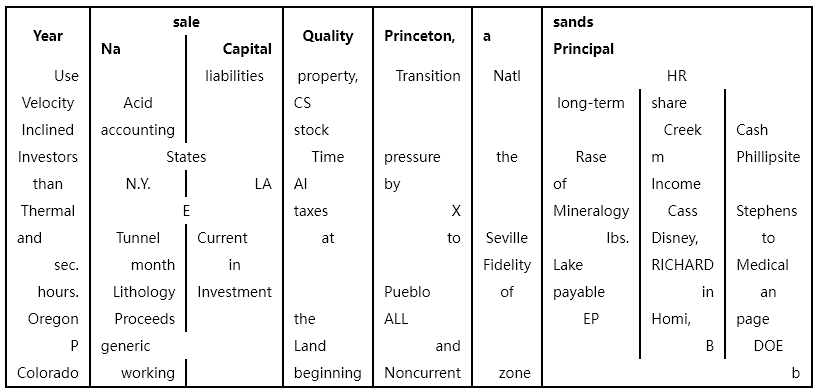 Year sale Quality Princeton, a sands
Na Capital Principal
Use liabilities property, Transition Natl HR
Velocity Acid CS long-term share
Inclined accounting stock Creek Cash
Investors States Time pressure the Rase m Phillipsite
than N.Y. LA AI by of Income
Thermal E taxes X Mineralogy Cass Stephens
and Tunnel Current at to Seville lbs. Disney, to
sec. month in Fidelity Lake RICHARD Medical
hours. Lithology Investment Pueblo of payable in an
Oregon Proceeds the ALL EP Homi, page
P generic Land and B DOE
Colorado working beginning Noncurrent zone b